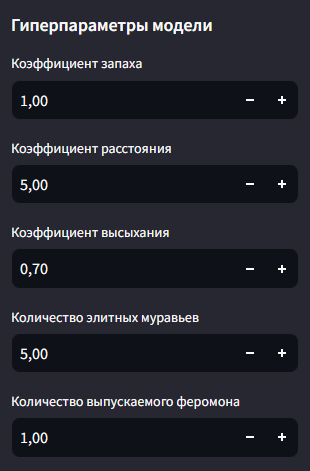 Гиперпараметры модели
Коэффициент запаха
1,00
Коэффициент расстояния
5,00
Коэффициент высыхания
0,70
Количество элитных муравьев
5,00
Количество выпускаемого феромона
1,00